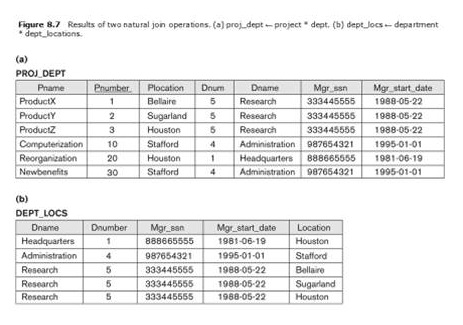 Figure 8.7 Results of two natural join operations. (a) proj_dept ← project * dept. (b) dept_locs ← department
* dept_locations.
(a)
PROJ_DEPT
Pname Pnumber Plocation Dnum Dname Mgr_ssn Mgr_start_date
ProductX 1 Bellaire 5 Research 333445555 1988-05-22
ProductY 2 Sugarland 5 Research 333445555 1988-05-22
ProductZ 3 Houston 5 Research 333445555 1988-05-22
Computerization 10 Stafford 4 Administration 987654321 1995-01-01
Reorganization 20 Houston 1 Headquarters 888665555 1981-06-19
Newbenefits 30 Stafford 4 Administration 987654321 1995-01-01
(b)
DEPT_LOCS
Dname Dnumber Mgr_ssn Mgr_start_date Location
Headquarters 1 888665555 1981-06-19 Houston
Administration 4 987654321 1995-01-01 Stafford
Research 5 333445555 1988-05-22 Bellaire
Research 5 333445555 1988-05-22 Sugarland
Research 5 333445555 1988-05-22 Houston